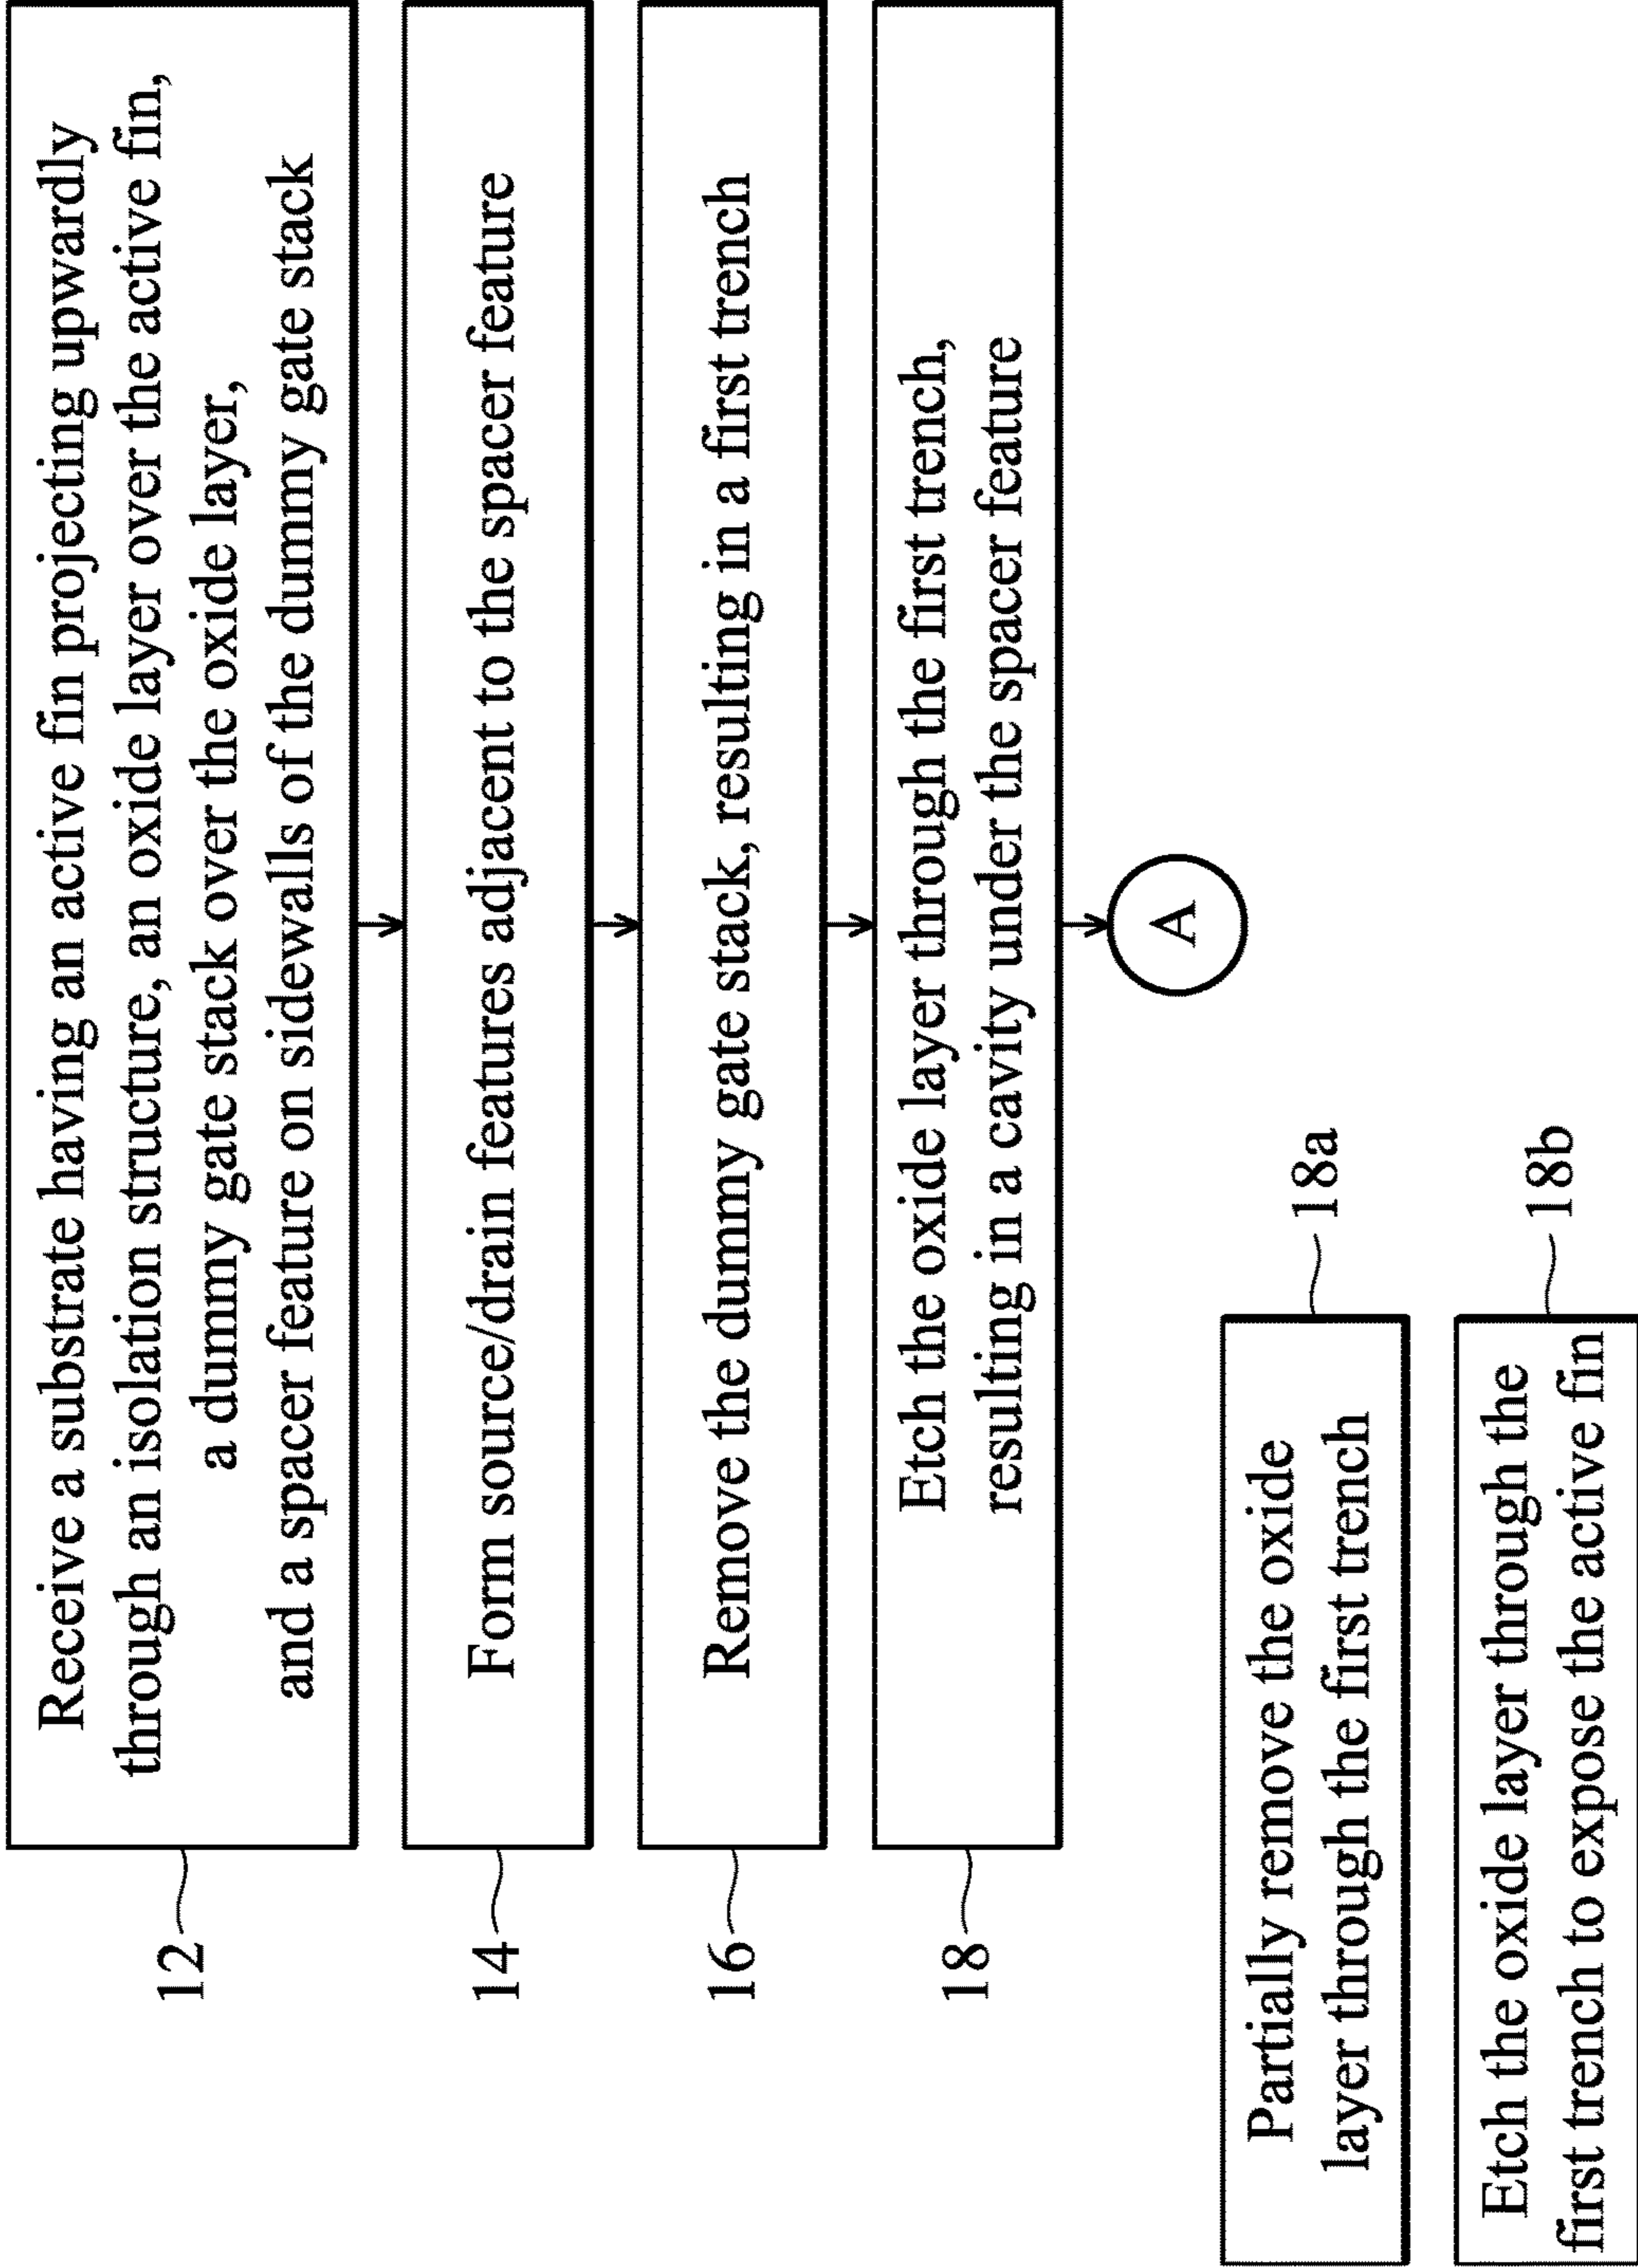 Receive a substrate having an active fin projecting upwardly
through an isolation structure, an oxide layer over the active fin,
a dummy gate stack over the oxide layer,
and a spacer feature on sidewalls of the dummy gate stack
12
Form source/drain features adjacent to the spacer feature
14
Remove the dummy gate stack, resulting in a first trench
16
Etch the oxide layer through the first trench,
resulting in a cavity under the spacer feature
18
A
Partially remove the oxide
layer through the first trench
18a
Etch the oxide layer through the
first trench to expose the active fin
18b